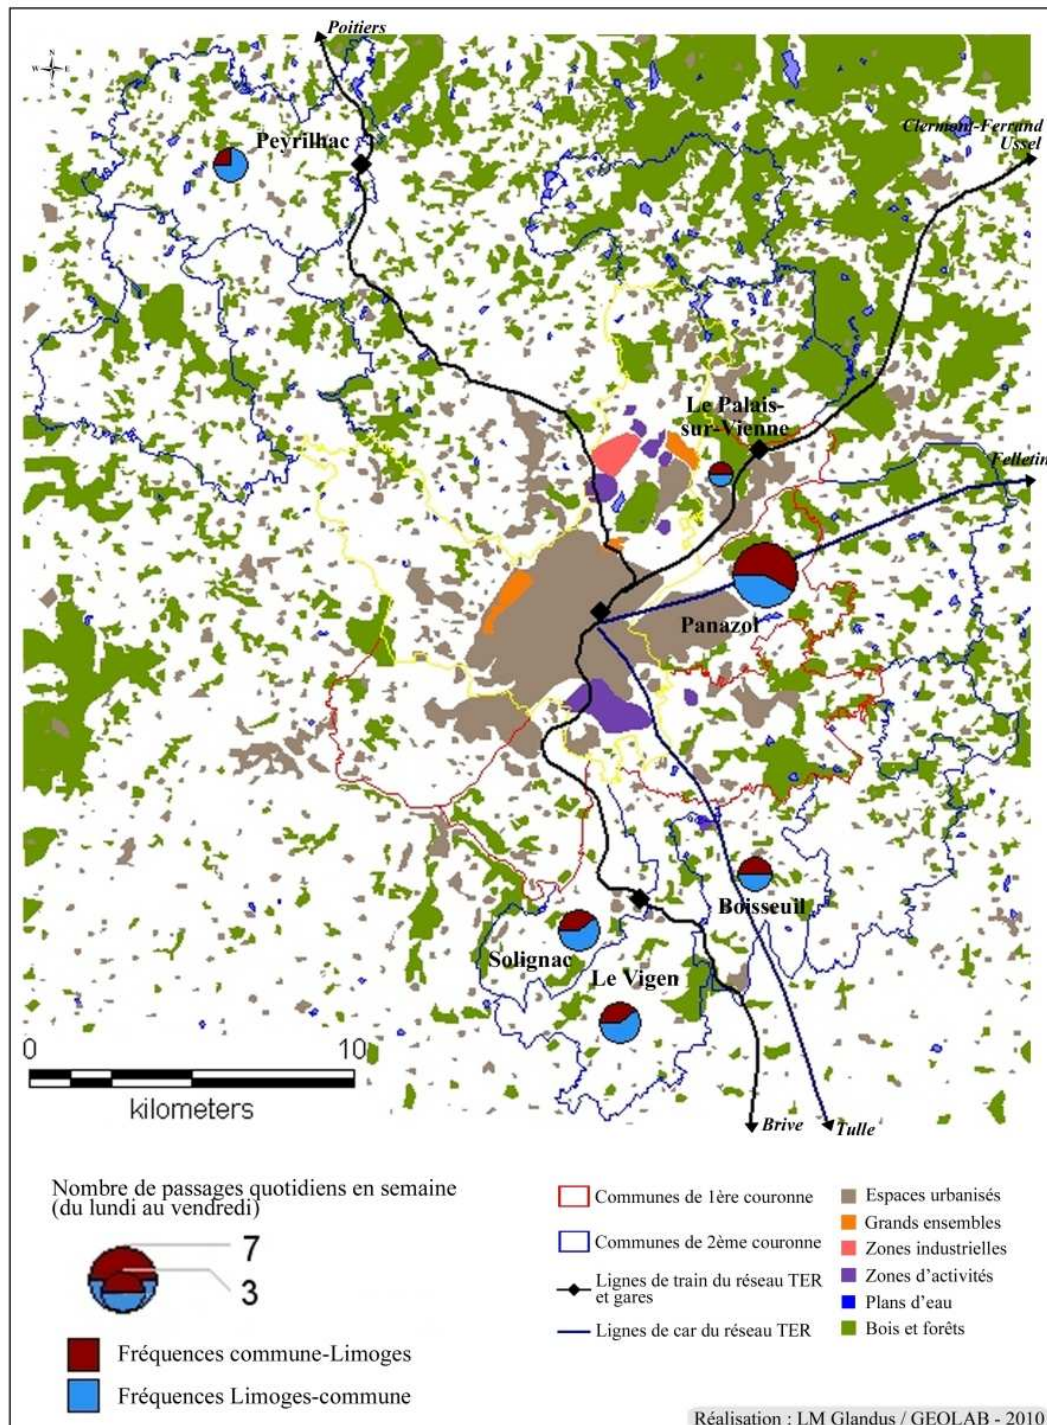 Poitiers
N
W E
S
Peyrilhac
Clermont-Ferrand
Ussel
Le Palais-
sur-Vienne
Felletin
Panazol
Boisseuil
Solignac
Le Vigen
0 10
kilometers
Brive
Tulle
Nombre de passages quotidiens en semaine
(du lundi au vendredi)
7
3
Fréquences commune-Limoges
Fréquences Limoges-commune
Communes de 1ère couronne
Communes de 2ème couronne
Lignes de train du réseau TER
et gares
Lignes de car du réseau TER
Espaces urbanisés
Grands ensembles
Zones industrielles
Zones d'activités
Plans d'eau
Bois et forêts
Réalisation : LM Glandus / GEOLAB - 2010